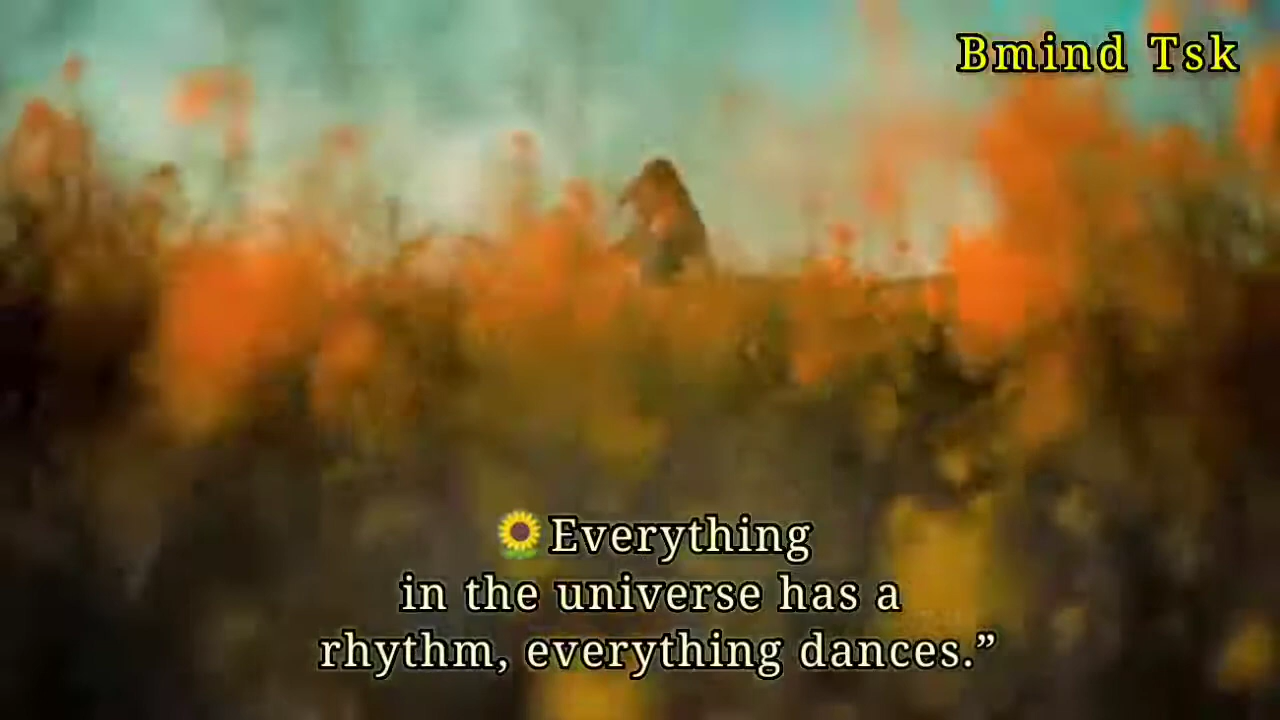 Bmind Tsk
🌻Everything
in the universe has a
rhythm, everything dances.”